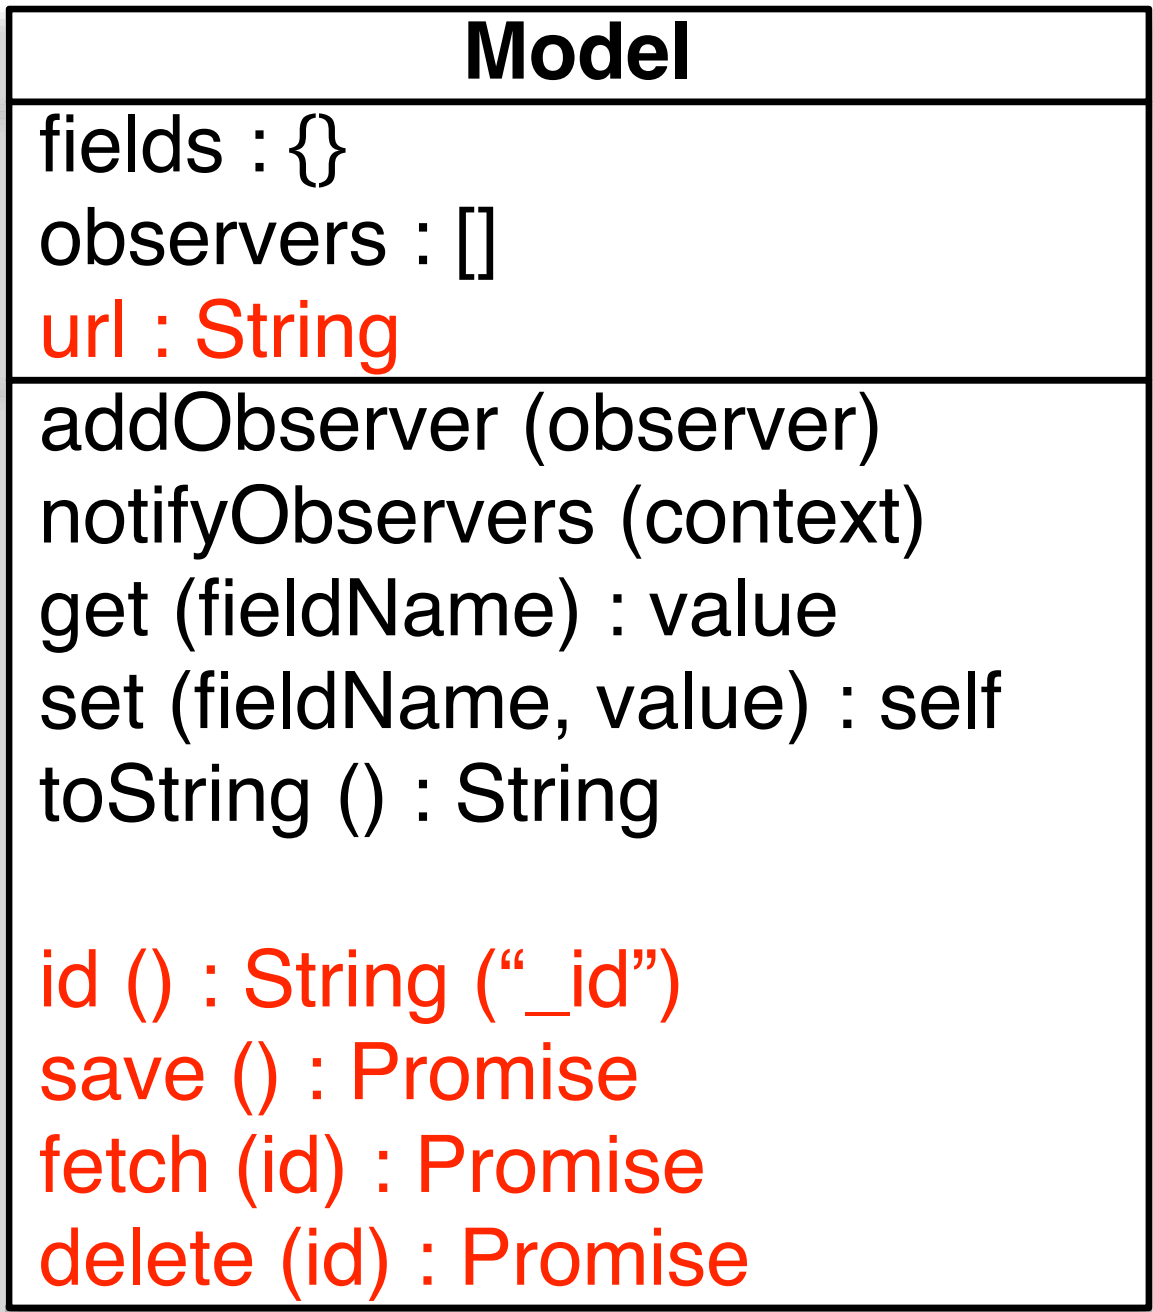 Model
fields : {}
observers : []
url : String
addObserver (observer)
notifyObservers (context)
get (fieldName) : value
set (fieldName, value) : self
toString () : String
id () : String (“_id”)
save () : Promise
fetch (id) : Promise
delete (id) : Promise